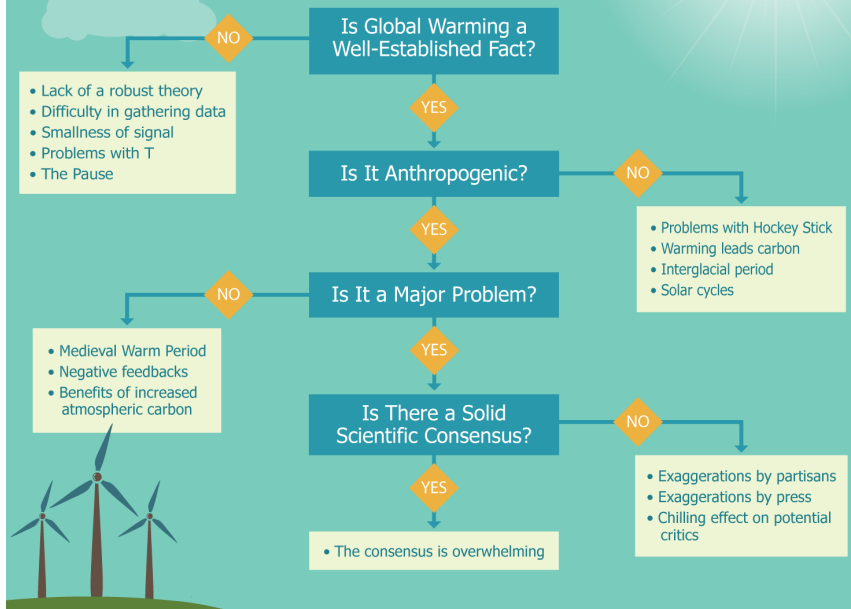 Is Global Warming a
Well-Established Fact?
NO
• Lack of a robust theory
• Difficulty in gathering data
• Smallness of signal
• Problems with T
• The Pause
YES
Is It Anthropogenic?
NO
• Problems with Hockey Stick
• Warming leads carbon
• Interglacial period
• Solar cycles
YES
Is It a Major Problem?
NO
• Medieval Warm Period
• Negative feedbacks
• Benefits of increased
atmospheric carbon
YES
Is There a Solid
Scientific Consensus?
NO
• Exaggerations by partisans
• Exaggerations by press
• Chilling effect on potential
critics
YES
• The consensus is overwhelming